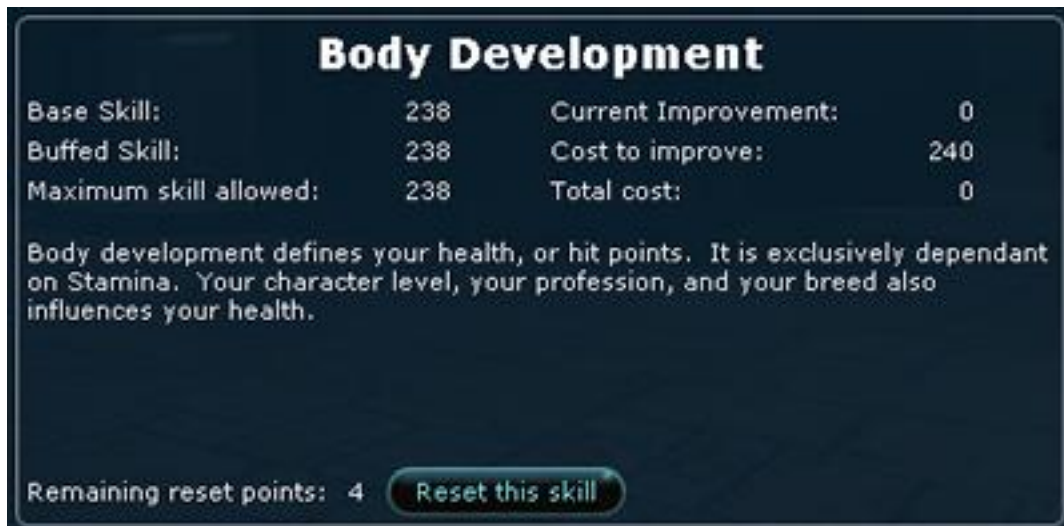 Body Development
Base Skill: 238 Current Improvement: 0
Buffed Skill: 238 Cost to improve: 240
Maximum skill allowed: 238 Total cost: 0
Body development defines your health, or hit points. It is exclusively dependant
on Stamina. Your character level, your profession, and your breed also
influences your health.
Remaining reset points: 4 Reset this skill